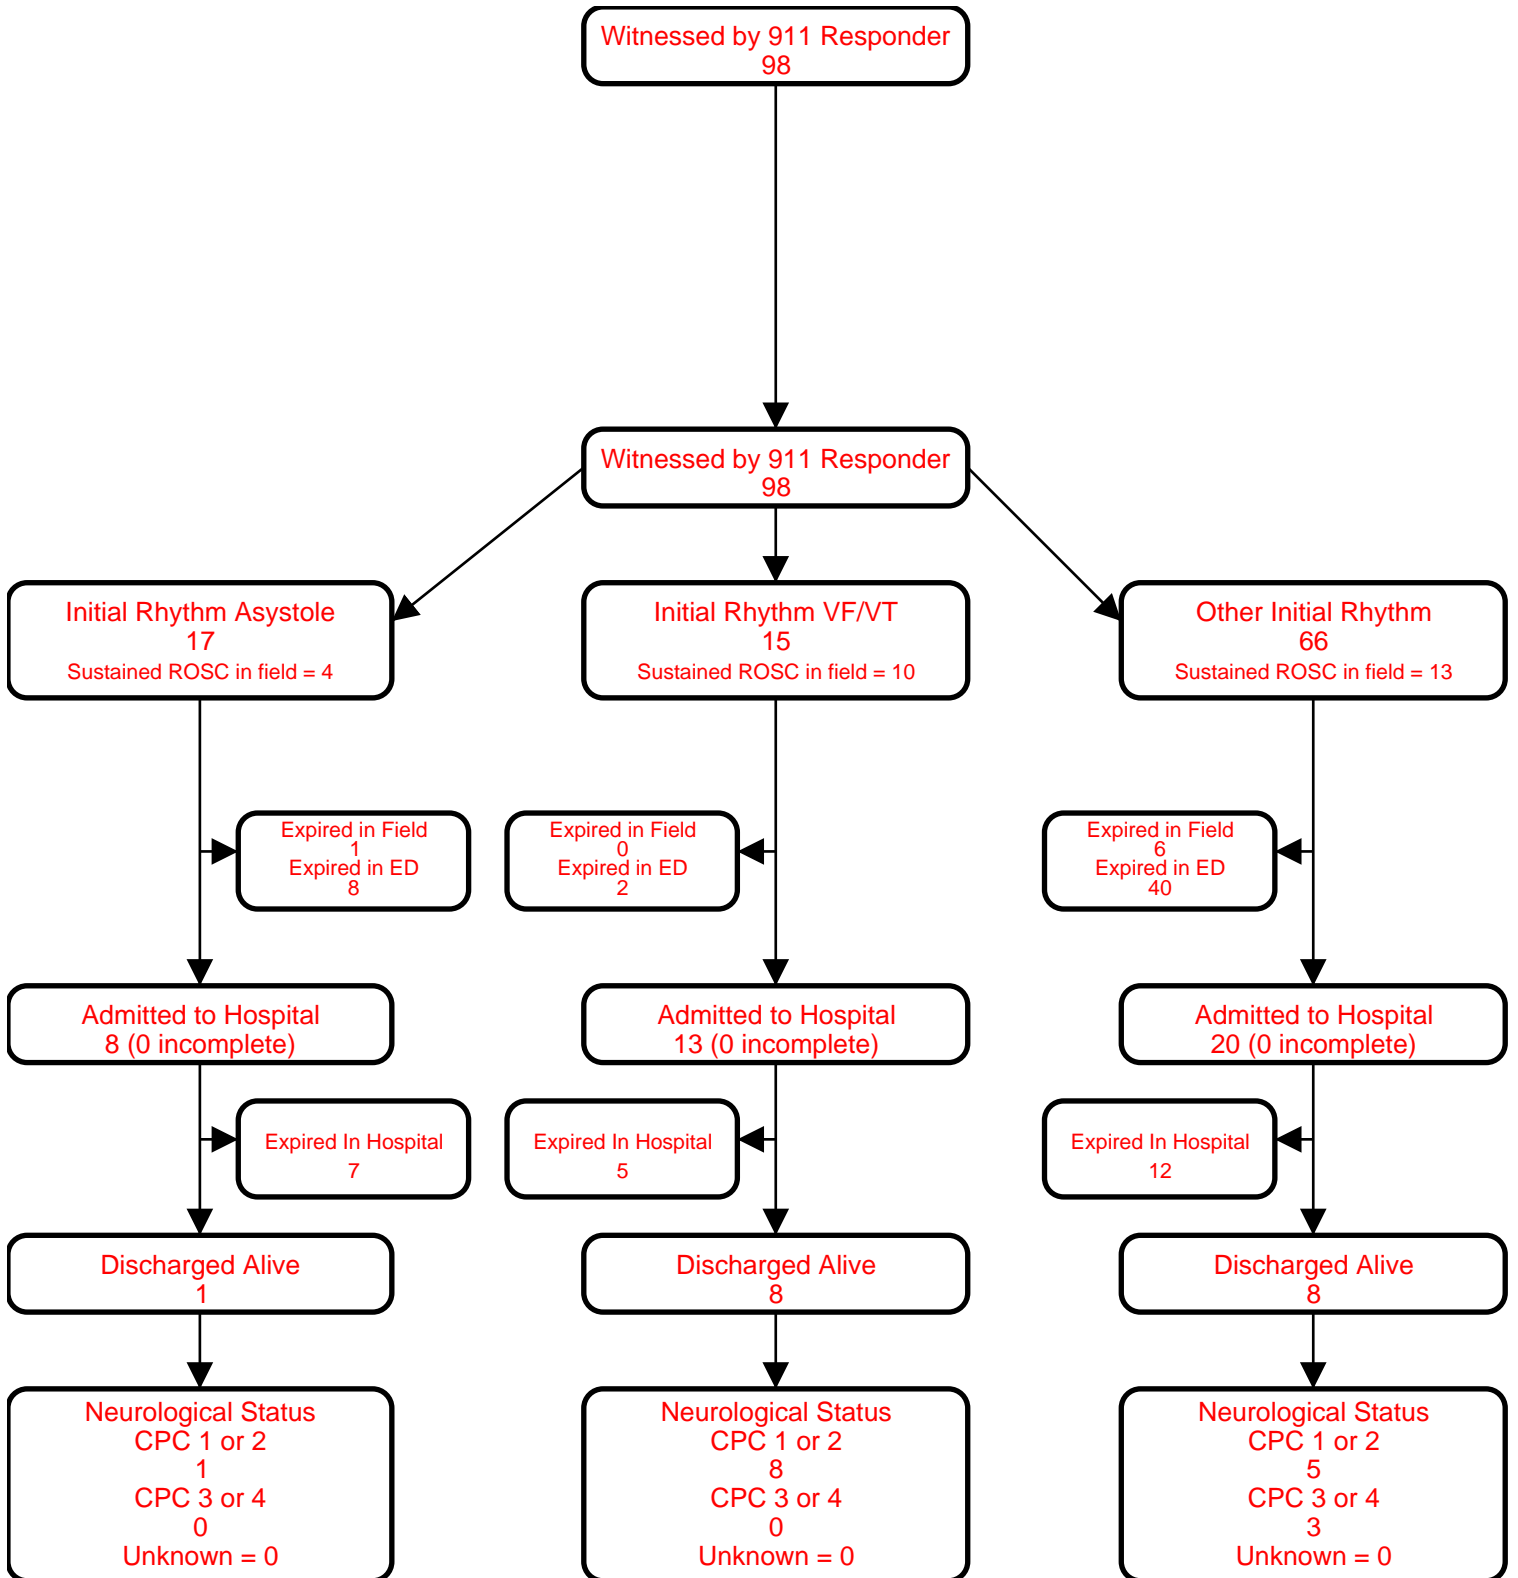 Witnessed by 911 Responder
98
Witnessed by 911 Responder
98
Initial Rhythm Asystole
17
Sustained ROSC in field = 4
Initial Rhythm VF/VT
15
Sustained ROSC in field = 10
Other Initial Rhythm
66
Sustained ROSC in field = 13
Expired in Field
1
Expired in ED
8
Expired in Field
0
Expired in ED
2
Expired in Field
6
Expired in ED
40
Admitted to Hospital
8 (0 incomplete)
Admitted to Hospital
13 (0 incomplete)
Admitted to Hospital
20 (0 incomplete)
Expired In Hospital
7
Expired In Hospital
5
Expired In Hospital
12
Discharged Alive
1
Discharged Alive
8
Discharged Alive
8
Neurological Status
CPC 1 or 2
1
CPC 3 or 4
0
Unknown = 0
Neurological Status
CPC 1 or 2
8
CPC 3 or 4
0
Unknown = 0
Neurological Status
CPC 1 or 2
5
CPC 3 or 4
3
Unknown = 0